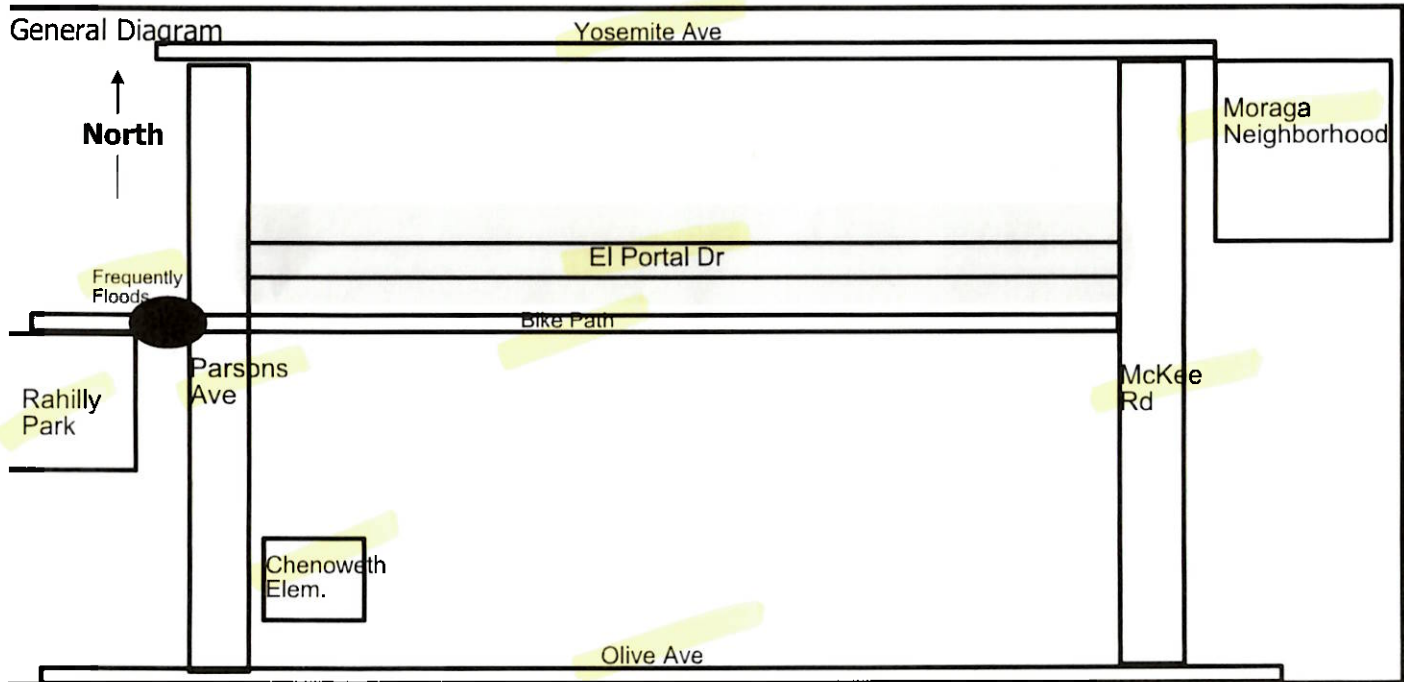 General Diagram
Yosemite Ave
North
Moraga
Neighborhood
El Portal Dr
Frequently
Floods
Bike Path
Parsons
Ave
McKee
Rd
Rahilly
Park
Chenoweth
Elem.
Olive Ave